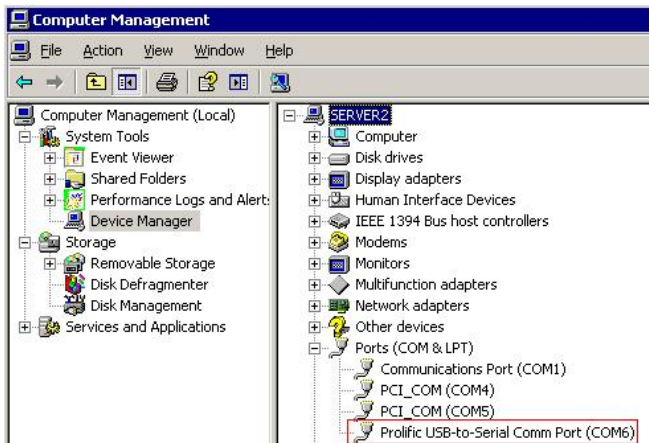 Computer Management
File Action View Window Help
Computer Management (Local)
System Tools
Event Viewer
Shared Folders
Performance Logs and Alert:
Device Manager
Storage
Removable Storage
Disk Defragmenter
Disk Management
Services and Applications
SERVER2
Computer
Disk drives
Display adapters
Human Interface Devices
IEEE 1394 Bus host controllers
Modems
Monitors
Multifunction adapters
Network adapters
Other devices
Ports (COM & LPT)
Communications Port (COM1)
PCI_COM (COM4)
PCI_COM (COM5)
Prolific USB-to-Serial Comm Port (COM6)